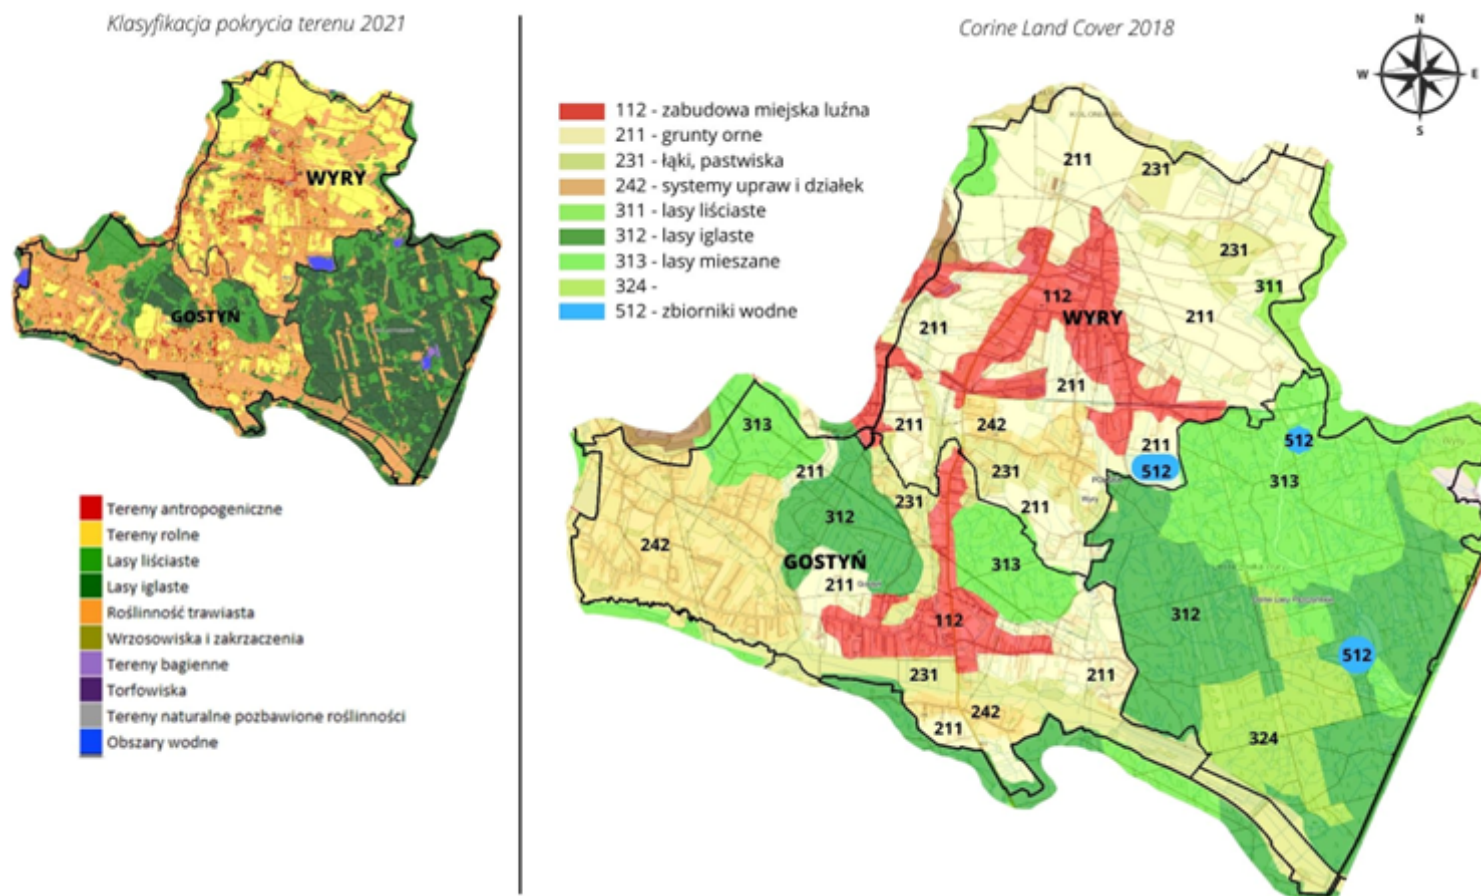 Klasyfikacja pokrycia terenu 2021
WYRY
GOSTYŃ
Tereny antropogeniczne
Tereny rolne
Lasy liściaste
Lasy iglaste
Roślinność trawiasta
Wrzosowiska i zakrzaczenia
Tereny bagienne
Torfowiska
Tereny naturalne pozbawione roślinności
Obszary wodne
Corine Land Cover 2018
N
W
E
S
112 - zabudowa miejska luźna
211 - grunty orne
231 - łąki, pastwiska
242 - systemy upraw i działek
311 - lasy liściaste
312 - lasy iglaste
313 - lasy mieszane
324 -
512 - zbiorniki wodne
211
231
231
311
112
WYRY
211
211
211
313
211
242
211
512
512
313
211
231
231
211
312
242
GOSTYŃ
211
313
312
112
512
231
211
242
211
324